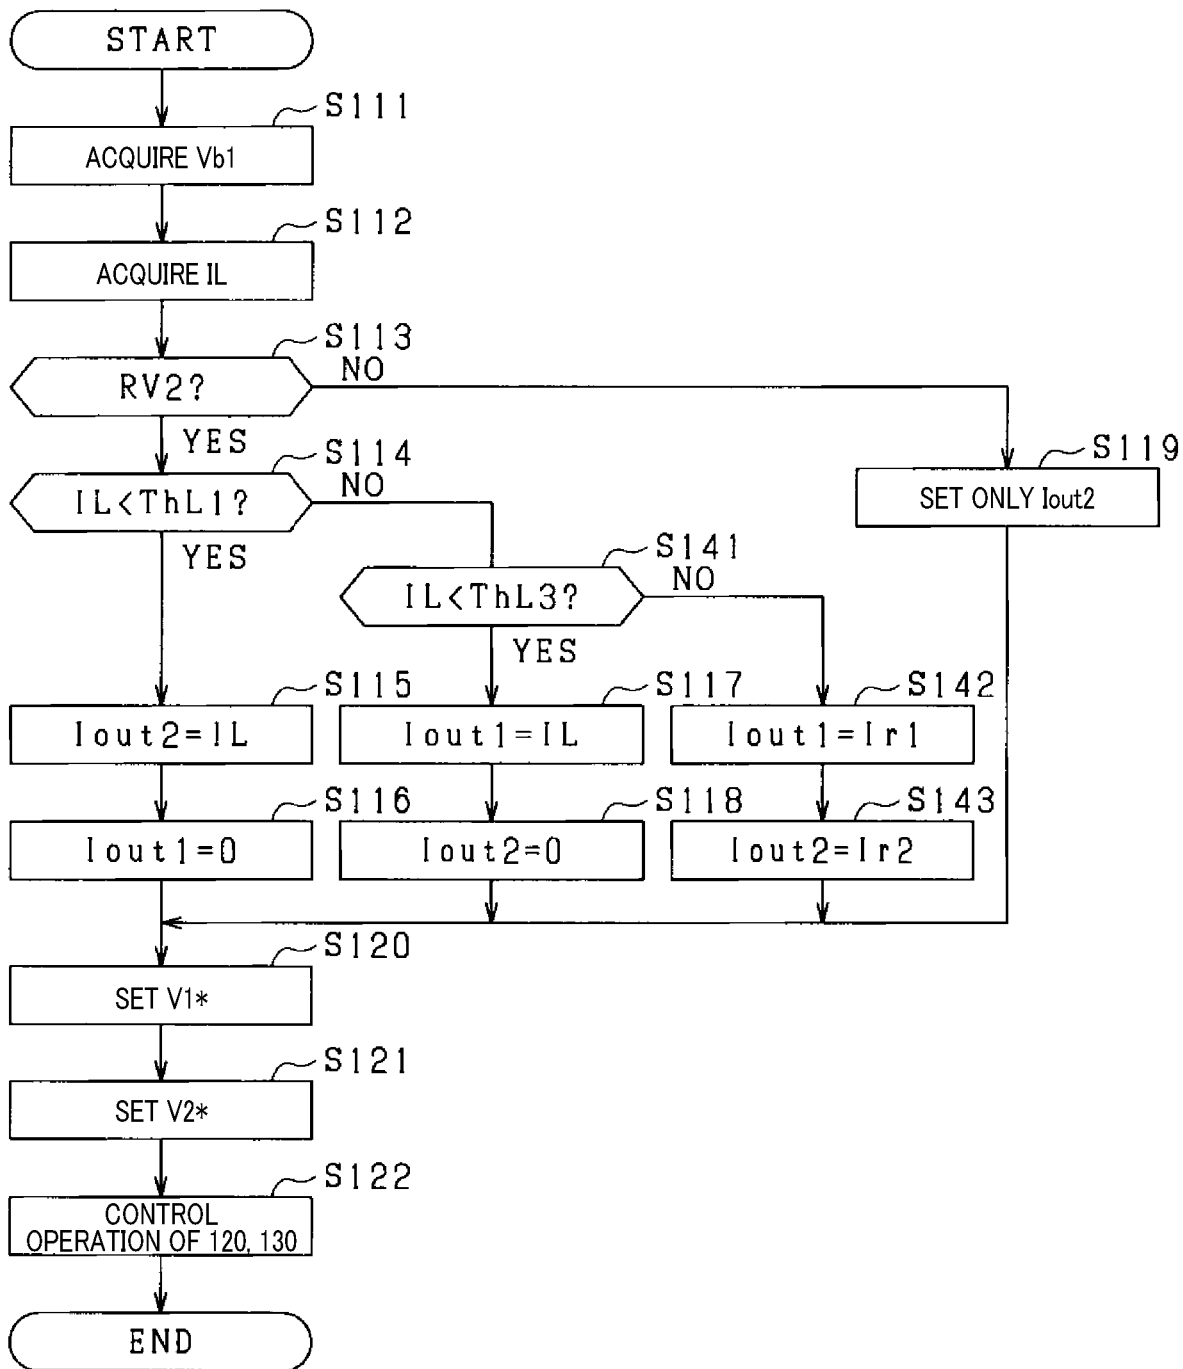 START
S111
ACQUIRE Vb1
S112
ACQUIRE IL
S113
RV2?
NO
YES
S114
IL<ThL1?
NO
YES
S119
SET ONLY Iout2
S141
IL<ThL3?
NO
YES
S115
Iout2=IL
S117
Iout1=IL
S142
Iout1=Ir1
S116
Iout1=0
S118
Iout2=0
S143
Iout2=Ir2
S120
SET V1*
S121
SET V2*
S122
CONTROL
OPERATION OF 120, 130
END